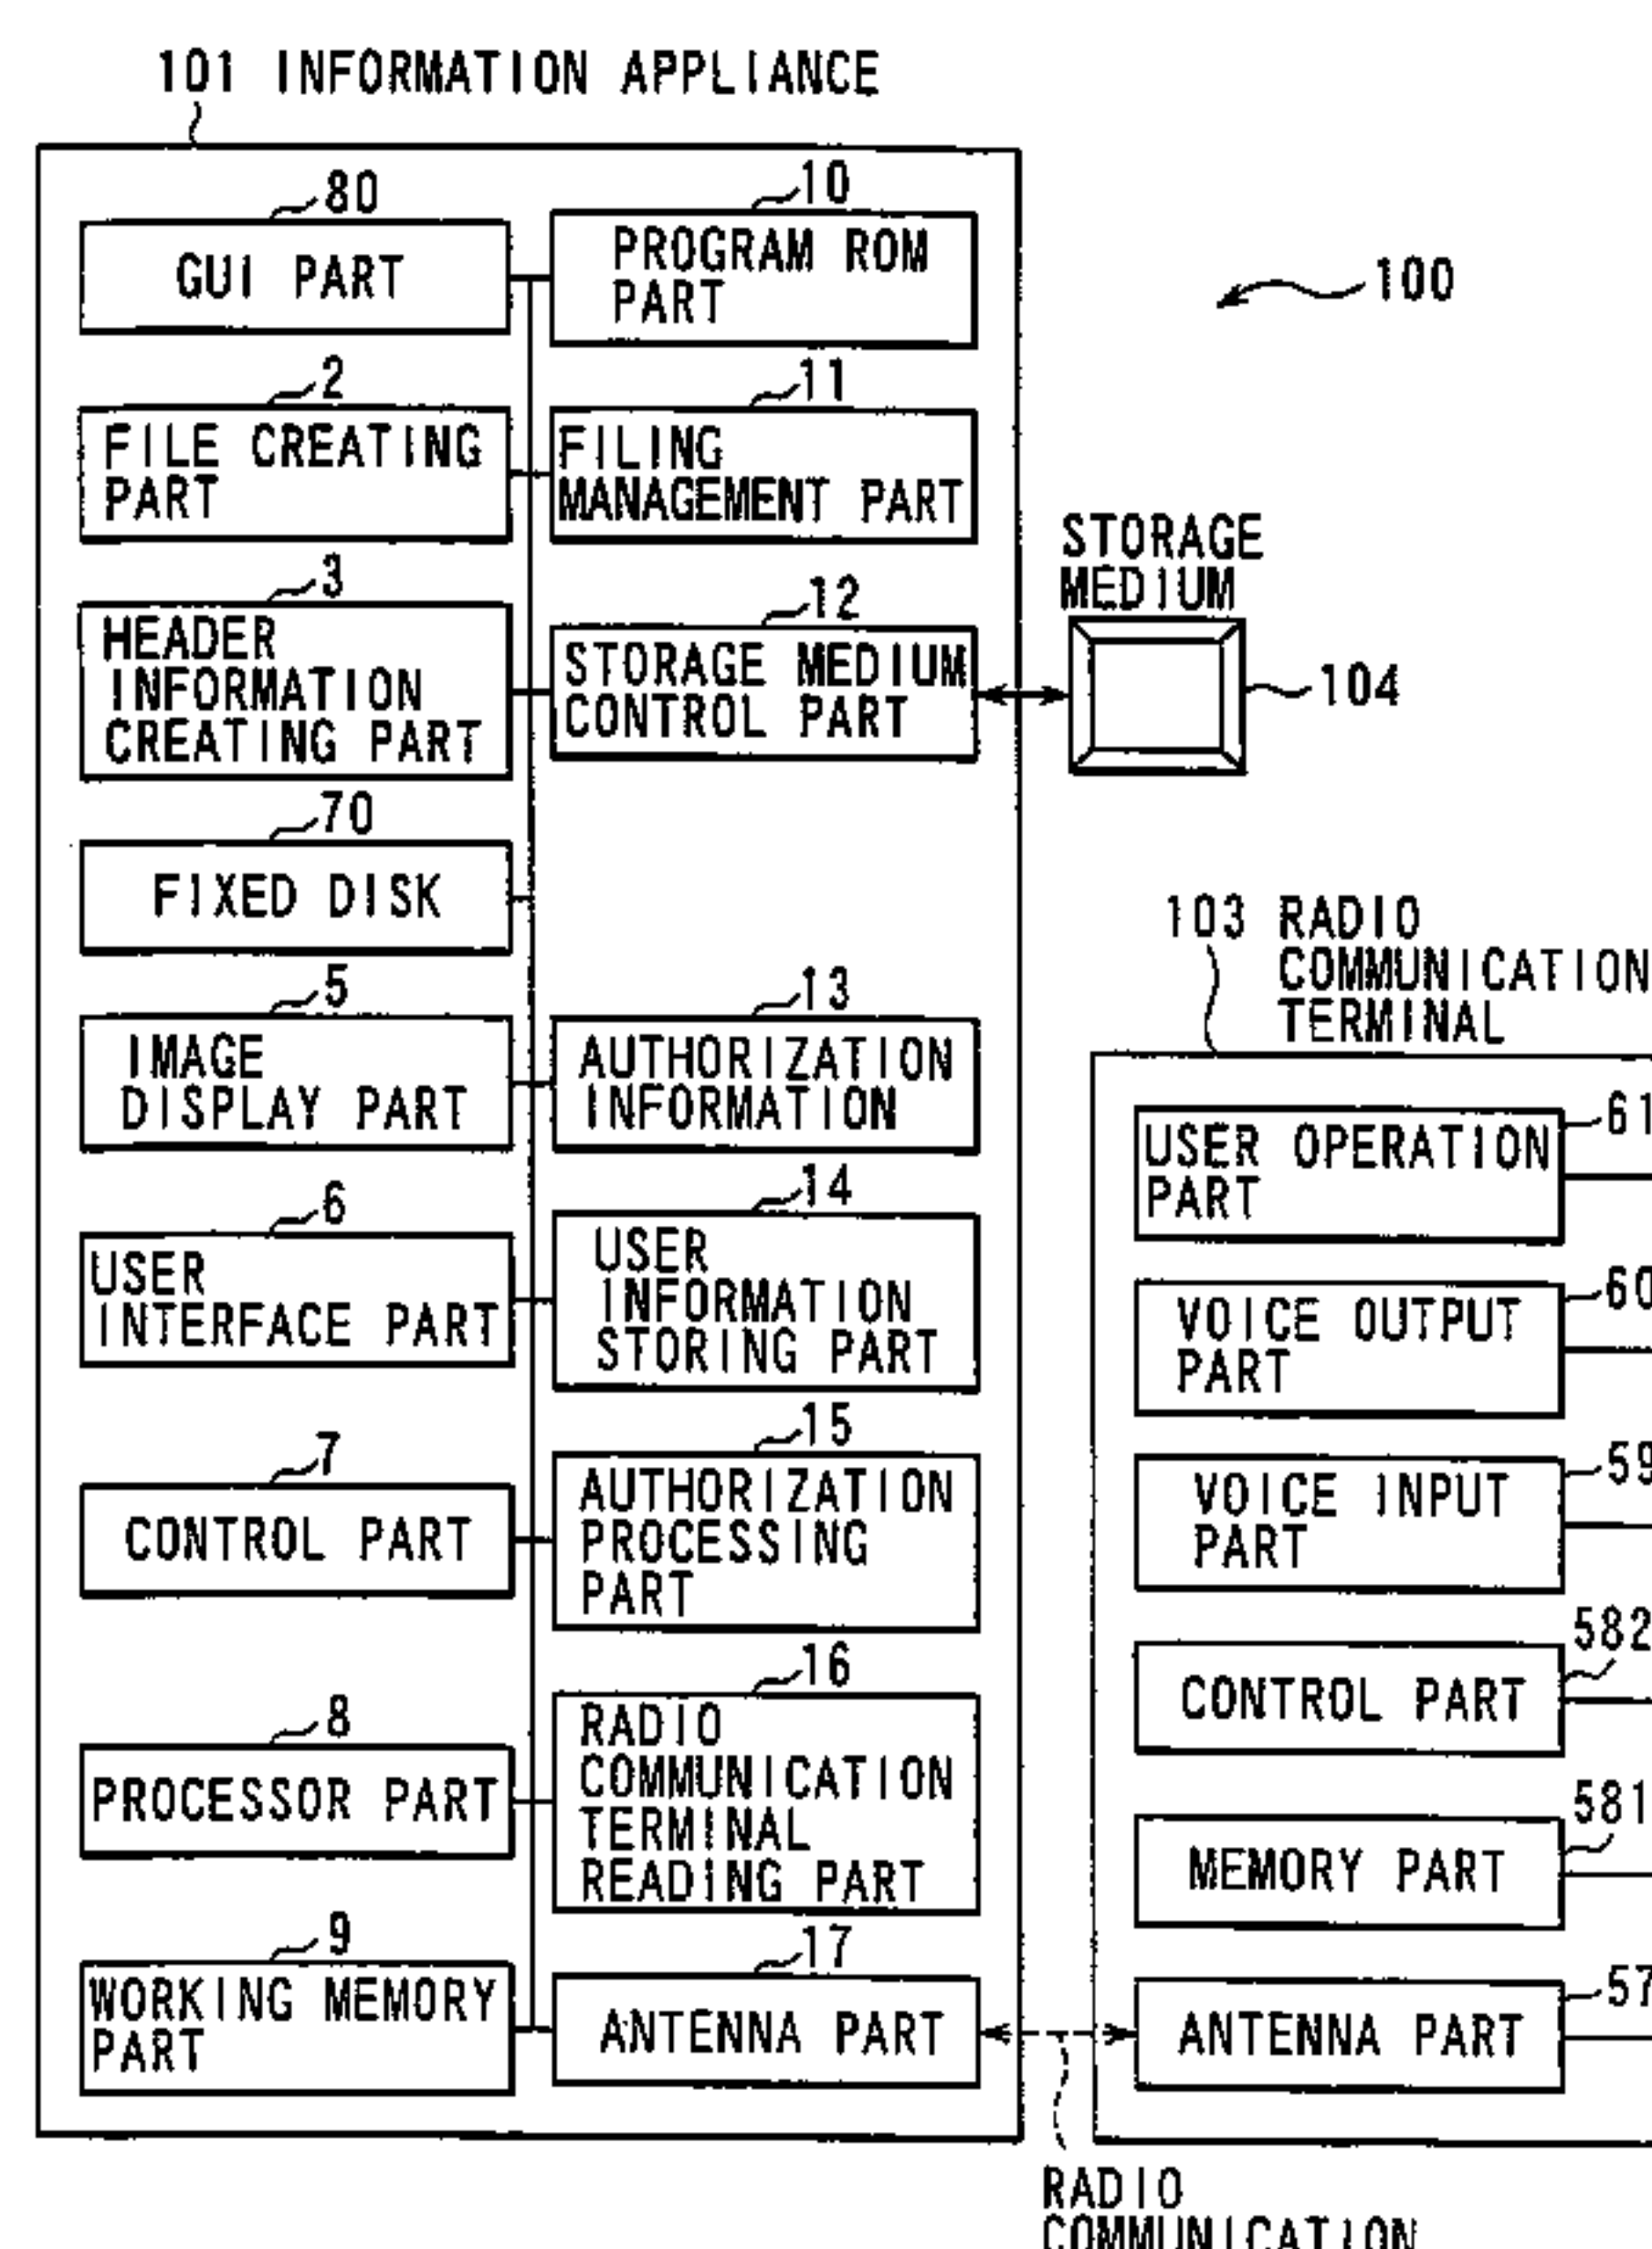 101 INFORMATION APPLIANCE
80
GUI PART
10
PROGRAM ROM
PART
100
2
FILE CREATING
PART
11
FILING
MANAGEMENT PART
3
HEADER
INFORMATION
CREATING PART
12
STORAGE MEDIUM
CONTROL PART
STORAGE
MEDIUM
104
70
FIXED DISK
5
IMAGE
DISPLAY PART
13
AUTHORIZATION
INFORMATION
6
USER
INTERFACE PART
14
USER
INFORMATION
STORING PART
7
CONTROL PART
15
AUTHORIZATION
PROCESSING
PART
8
PROCESSOR PART
16
RADIO
COMMUNICATION
TERMINAL
READING PART
9
WORKING MEMORY
PART
17
ANTENNA PART
103 RADIO
COMMUNICATION
TERMINAL
61
USER OPERATION
PART
60
VOICE OUTPUT
PART
59
VOICE INPUT
PART
582
CONTROL PART
581
MEMORY PART
57
ANTENNA PART
RADIO
COMMUNICATION